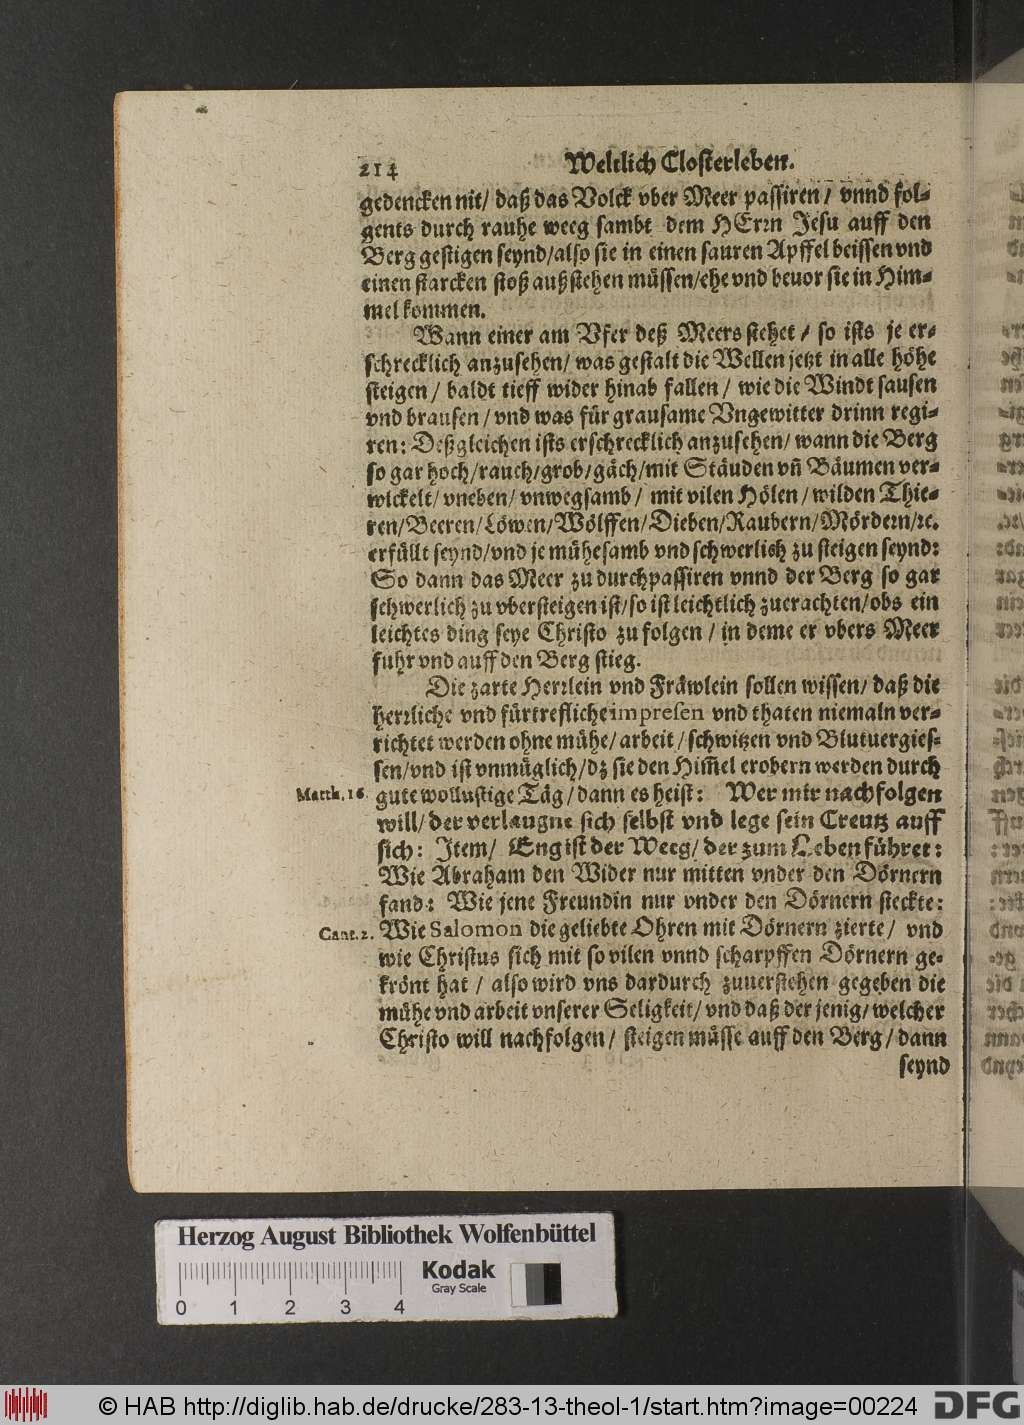 214 Weltlich Closterleben.
gedencken nit/ daß das Volck vber Meer passiren/ vnnd fol-
gents durch rauhe weeg sambt dem HErrn Jesu auff den
Berg gestigen seynd/ also sie in einen sauren Apffel beissen vnd
einen starcken stoß außstehen müssen/ ehe vnd beuor sie in Him-
mel kommen.
Wann einer am Vfer deß Meers stehet/ so ists je er-
schrecklich anzusehen/ was gestalt die Wellen jetzt in alle höhe
steigen/ baldt tieff wider hinab fallen/ wie die Windt sausen
vnd brausen/ vnd was für grausame Vngewitter drinn regi-
ren: Deßgleichen ists erschrecklich anzusehen/ wann die Berg
so gar hoch/ rauch/ grob/ gäch/ mit Stäuden vñ Bäumen ver-
wickelt/ vneben/ vnwegsamb/ mit vilen Hölen/ wilden Thie-
ren/ Beeren/ Löwen/ Wölffen/ Dieben/ Raubern/ Mördern/ ꝛc.
erfüllt seynd/ vnd je mühesamb vnd schwerlich zu steigen seynd:
So dann das Meer zu durchpassiren vnnd der Berg so gar
schwerlich zu vbersteigen ist/ so ist leichtlich zuerachten/ obs ein
leichtes ding seye Christo zu folgen/ in deme er vbers Meer
fuhr vnd auff den Berg stieg.
Die zarte Herrlein vnd Fräwlein sollen wissen/ daß die
herrliche vnd fürtrefliche impresen vnd thaten niemaln ver-
richtet werden ohne mühe/ arbeit/ schwitzen vnd Blutuergies-
sen/ vnd ist vnmüglich/ dz sie den Him̃el erobern werden durch
Matth. 16. gute wollustige Täg/ dann es heist: Wer mir nachfolgen
will/ der verlaugne sich selbst vnd lege sein Creutz auff
sich: Item/ Eng ist der Weeg/ der zum Leben führet:
Wie Abraham den Wider nur mitten vnder den Dörnern
fand: Wie jene Freundin nur vnder den Dörnern steckte:
Cant. 2. Wie Salomon die geliebte Ohren mit Dörnern zierte/ vnd
wie Christus sich mit so vilen vnnd scharpffen Dörnern ge-
krönt hat/ also wird vns dardurch zuuerstehen gegeben die
mühe vnd arbeit vnserer Seligkeit/ vnd daß der jenig/ welcher
Christo will nachfolgen/ steigen müsse auff den Berg/ dann
seynd
Herzog August Bibliothek Wolfenbüttel
Kodak
Gray Scale
0 1 2 3 4
© HAB http://diglib.hab.de/drucke/283-13-theol-1/start.htm?image=00224 DFG